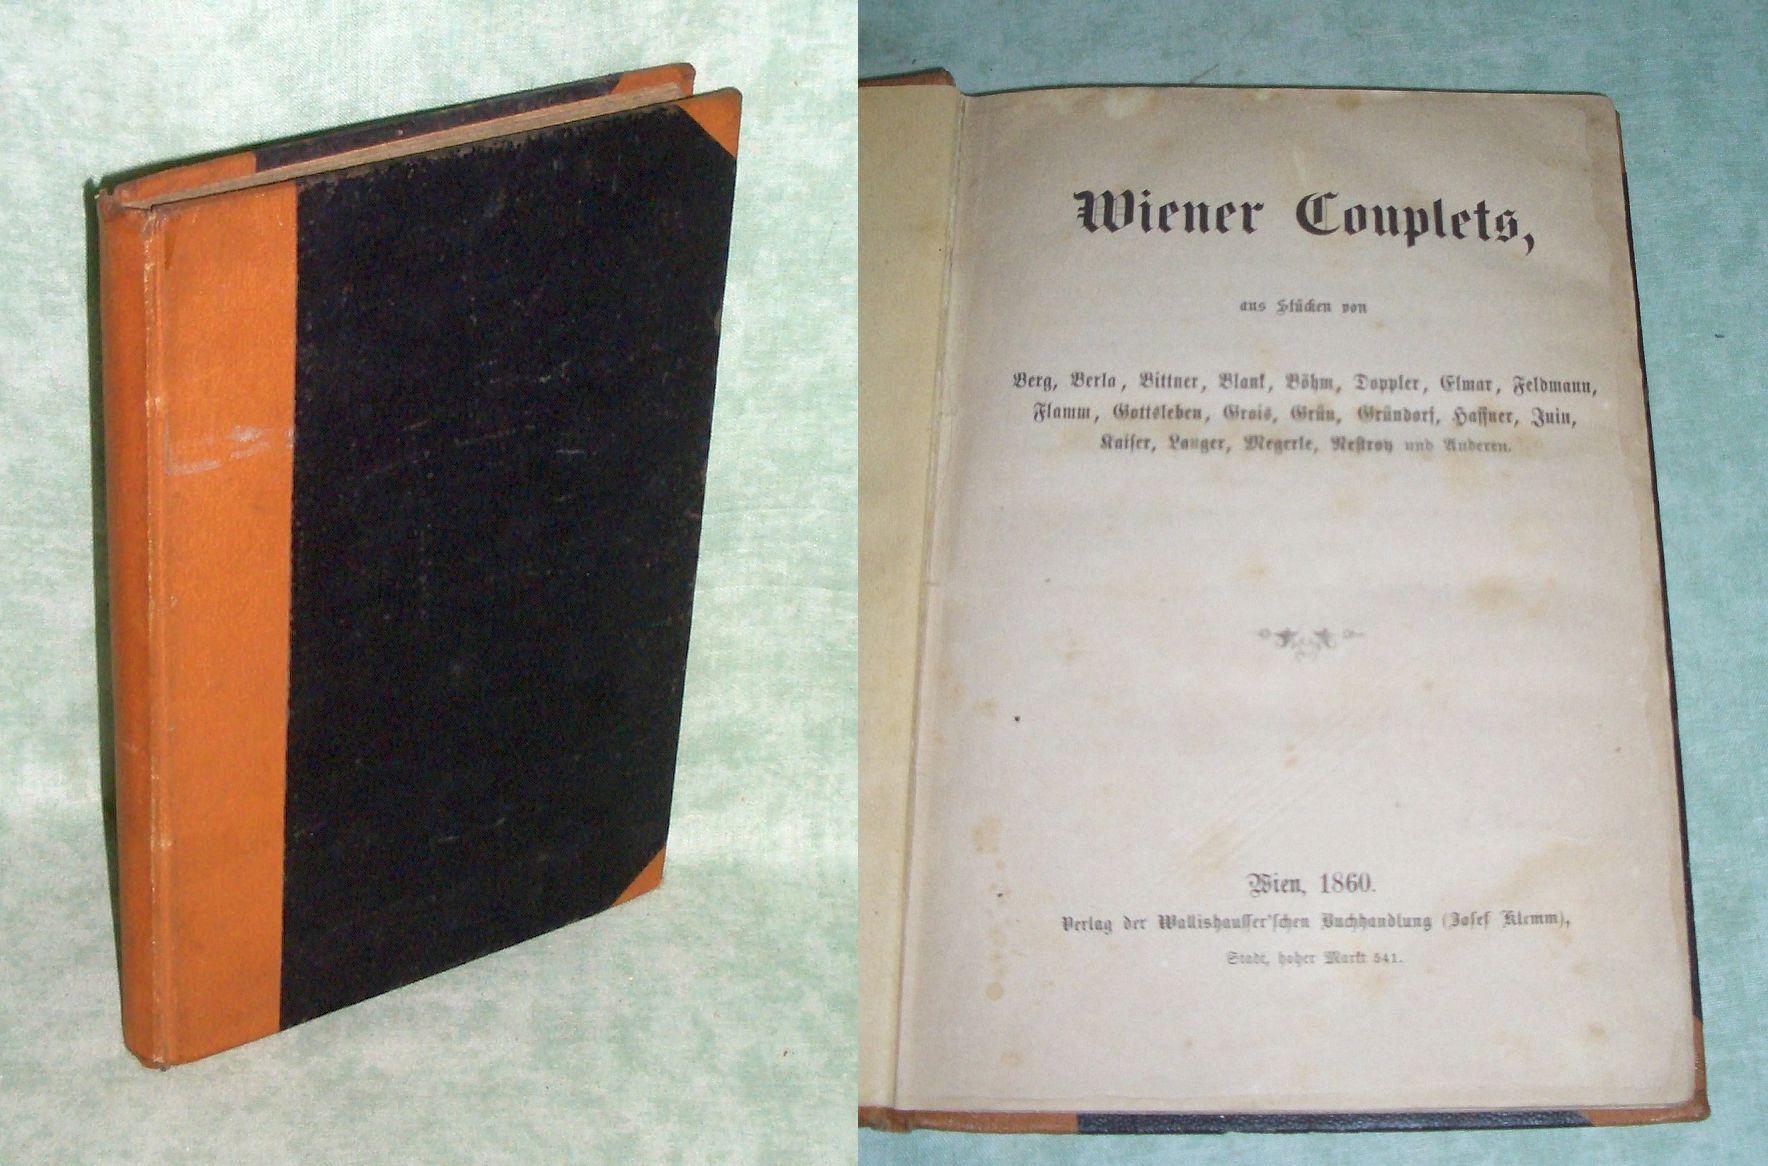 Wiener Couplets,
aus Stücken von
Berg, Berla, Bittner, Blank, Böhm, Doppler, Elmar, Feldmann,
Flamm, Gottsleben, Grois, Grün, Gründorf, Haffner, Juin,
Kaiser, Langer, Megerle, Nestroy und Anderen.
Wien, 1860.
Verlag der Wallishausser'schen Buchhandlung (Josef Klemm),
Stadt, hoher Markt 541.